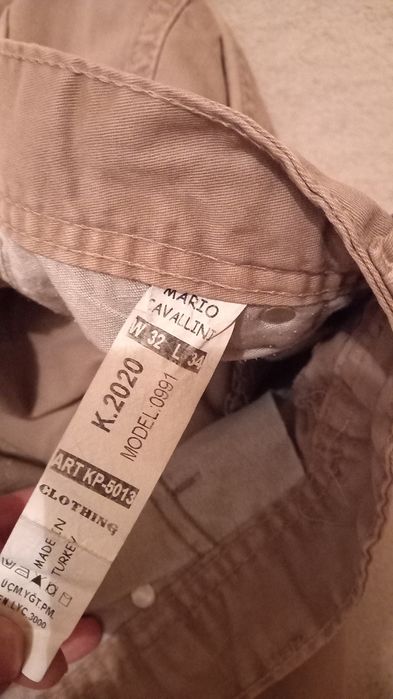 MARIO
CAVALLINI
W 32 L 34
K.2020
MODEL:0991
ART KP-5013
CLOTHING
MADE IN
TURKEY
UCM.YGT.PM.
LYC.3000